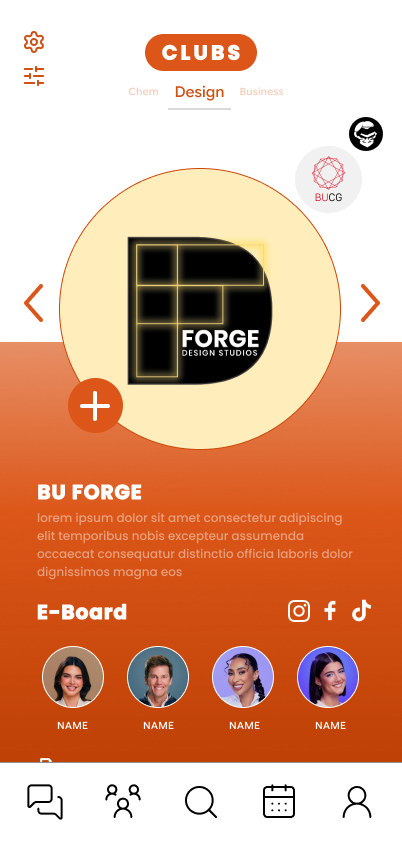 CLUBS
Chem Design Business
BUCG
FORGE
DESIGN STUDIOS
BU FORGE
lorem ipsum dolor sit amet consectetur adipiscing
elit temporibus nobis excepteur assumenda
occaecat consequatur distinctio officia laboris dolor
dignissimos magna eos
E-Board
NAME NAME NAME NAME